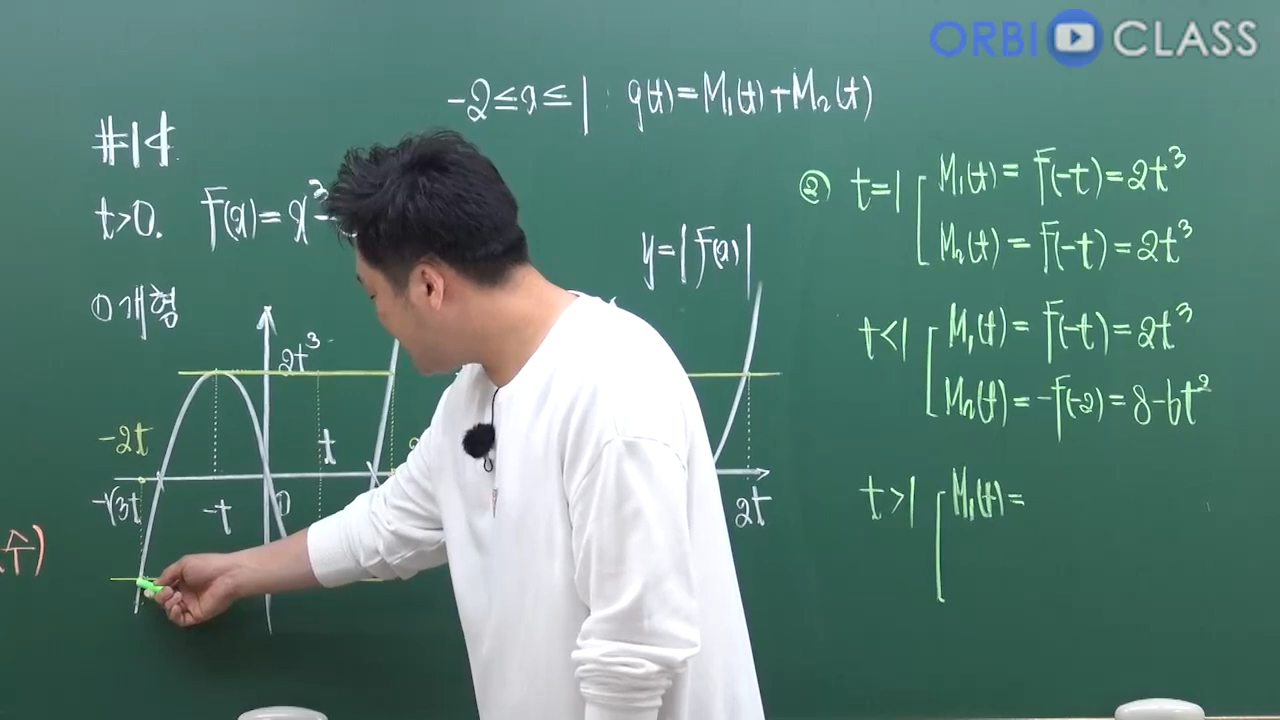 ORBI CLASS
-2≤x≤1 : g(t)=M₁(t)+M₂(t)
#14.
t>0. f(x)=x³-
① 개형
2t³
-2t
-√3t
-t
0
t
y=|f(x)|
2t
② t=1 [ M₁(t)=f(-t)=2t³
M₂(t)=f(-t)=2t³
t<1 [ M₁(t)=f(-t)=2t³
M₂(t)=-f(-2)=8-6t²
t>1 [ M₁(t)=
수)